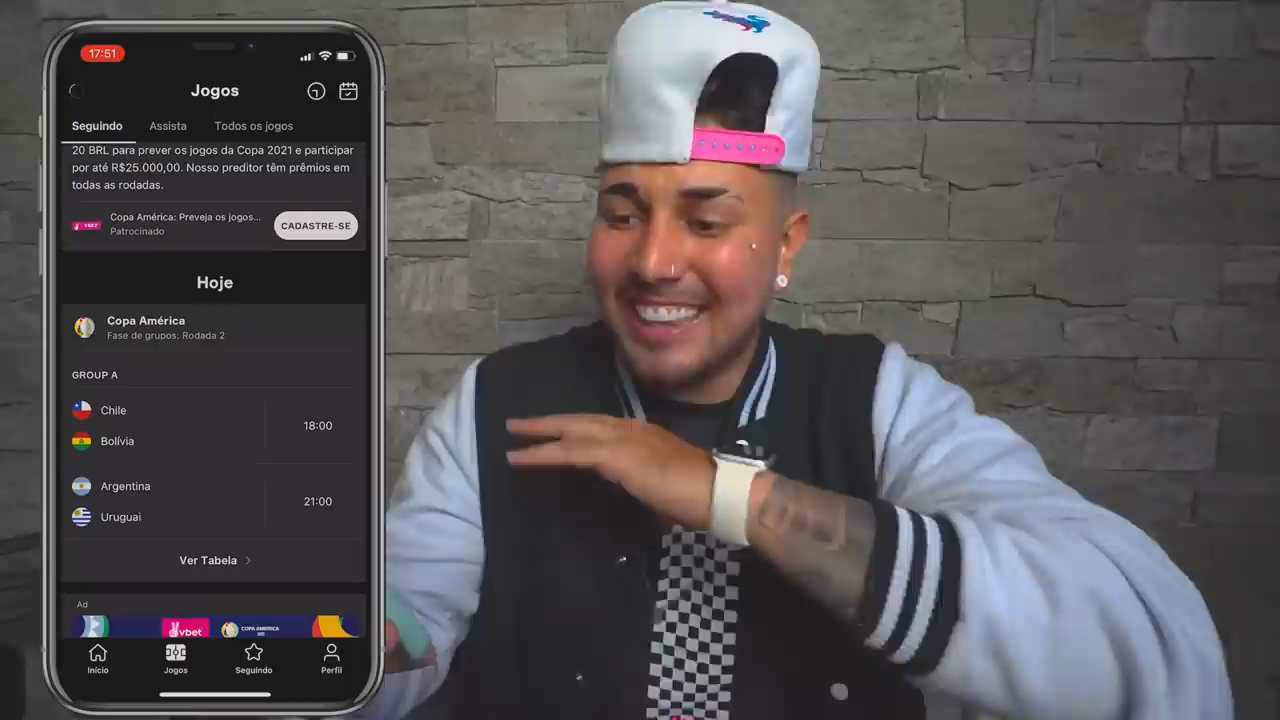 17:51
Jogos
Seguindo
Assista
Todos os jogos
20 BRL para prever os jogos da Copa 2021 e participar
por até R$25.000,00. Nosso preditor têm prêmios em
todas as rodadas.
VBET
Copa América: Preveja os jogos...
Patrocinado
CADASTRE-SE
Hoje
Copa América
Fase de grupos: Rodada 2
GROUP A
Chile
18:00
Bolívia
Argentina
21:00
Uruguai
Ver Tabela
Ad
vbet
COPA AMERICA
Início
Jogos
Seguindo
Perfil